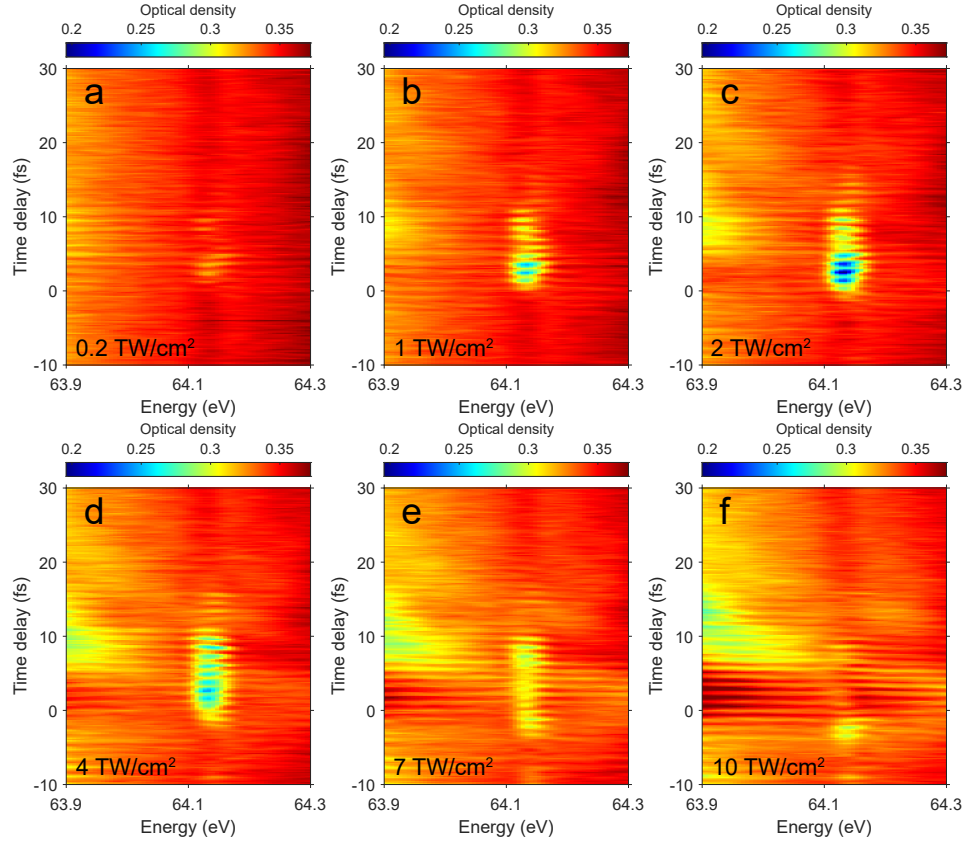 Optical density
Optical density
Optical density
0.2 0.25 0.3 0.35
0.2 0.25 0.3 0.35
0.2 0.25 0.3 0.35
a
b
c
30
20
10
0
-10
Time delay (fs)
0.2 TW/cm²
63.9 64.1 64.3
Energy (eV)
30
20
10
0
-10
Time delay (fs)
1 TW/cm²
63.9 64.1 64.3
Energy (eV)
30
20
10
0
-10
Time delay (fs)
2 TW/cm²
63.9 64.1 64.3
Energy (eV)
Optical density
Optical density
Optical density
0.2 0.25 0.3 0.35
0.2 0.25 0.3 0.35
0.2 0.25 0.3 0.35
d
e
f
30
20
10
0
-10
Time delay (fs)
4 TW/cm²
63.9 64.1 64.3
Energy (eV)
30
20
10
0
-10
Time delay (fs)
7 TW/cm²
63.9 64.1 64.3
Energy (eV)
30
20
10
0
-10
Time delay (fs)
10 TW/cm²
63.9 64.1 64.3
Energy (eV)